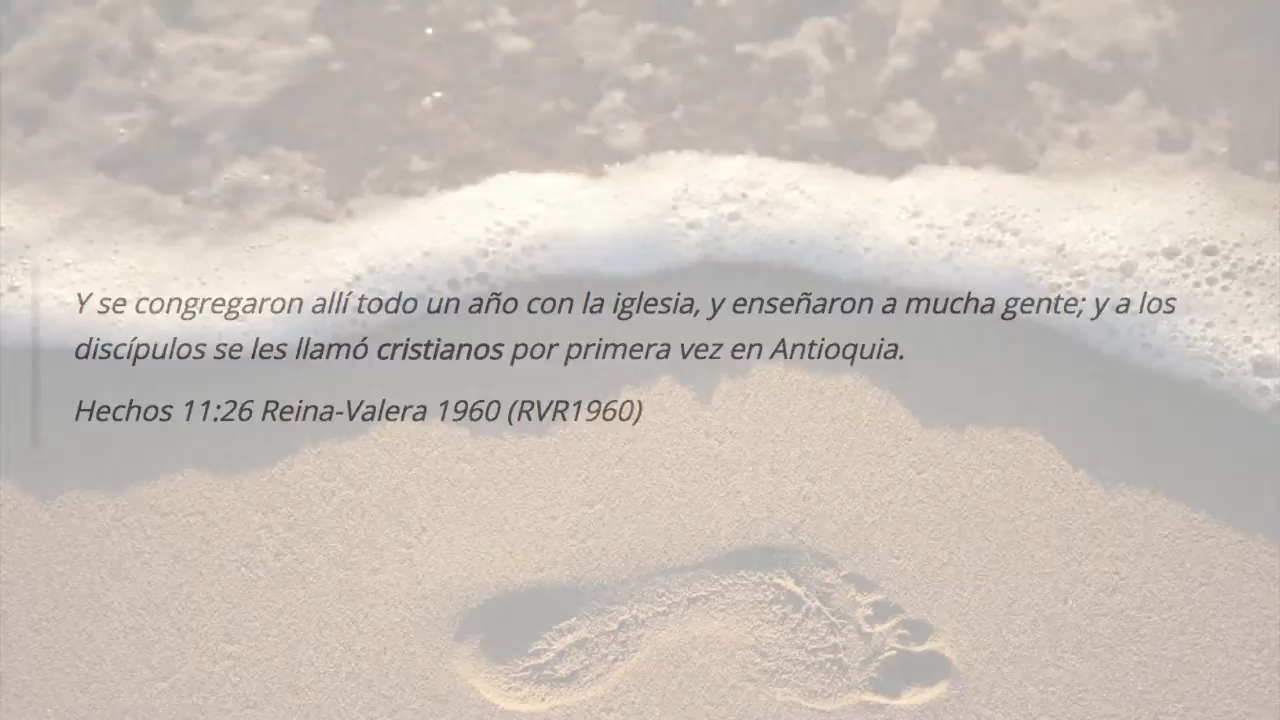 Y se congregaron allí todo un año con la iglesia, y enseñaron a mucha gente; y a los
discípulos se les llamó cristianos por primera vez en Antioquia.
Hechos 11:26 Reina-Valera 1960 (RVR1960)